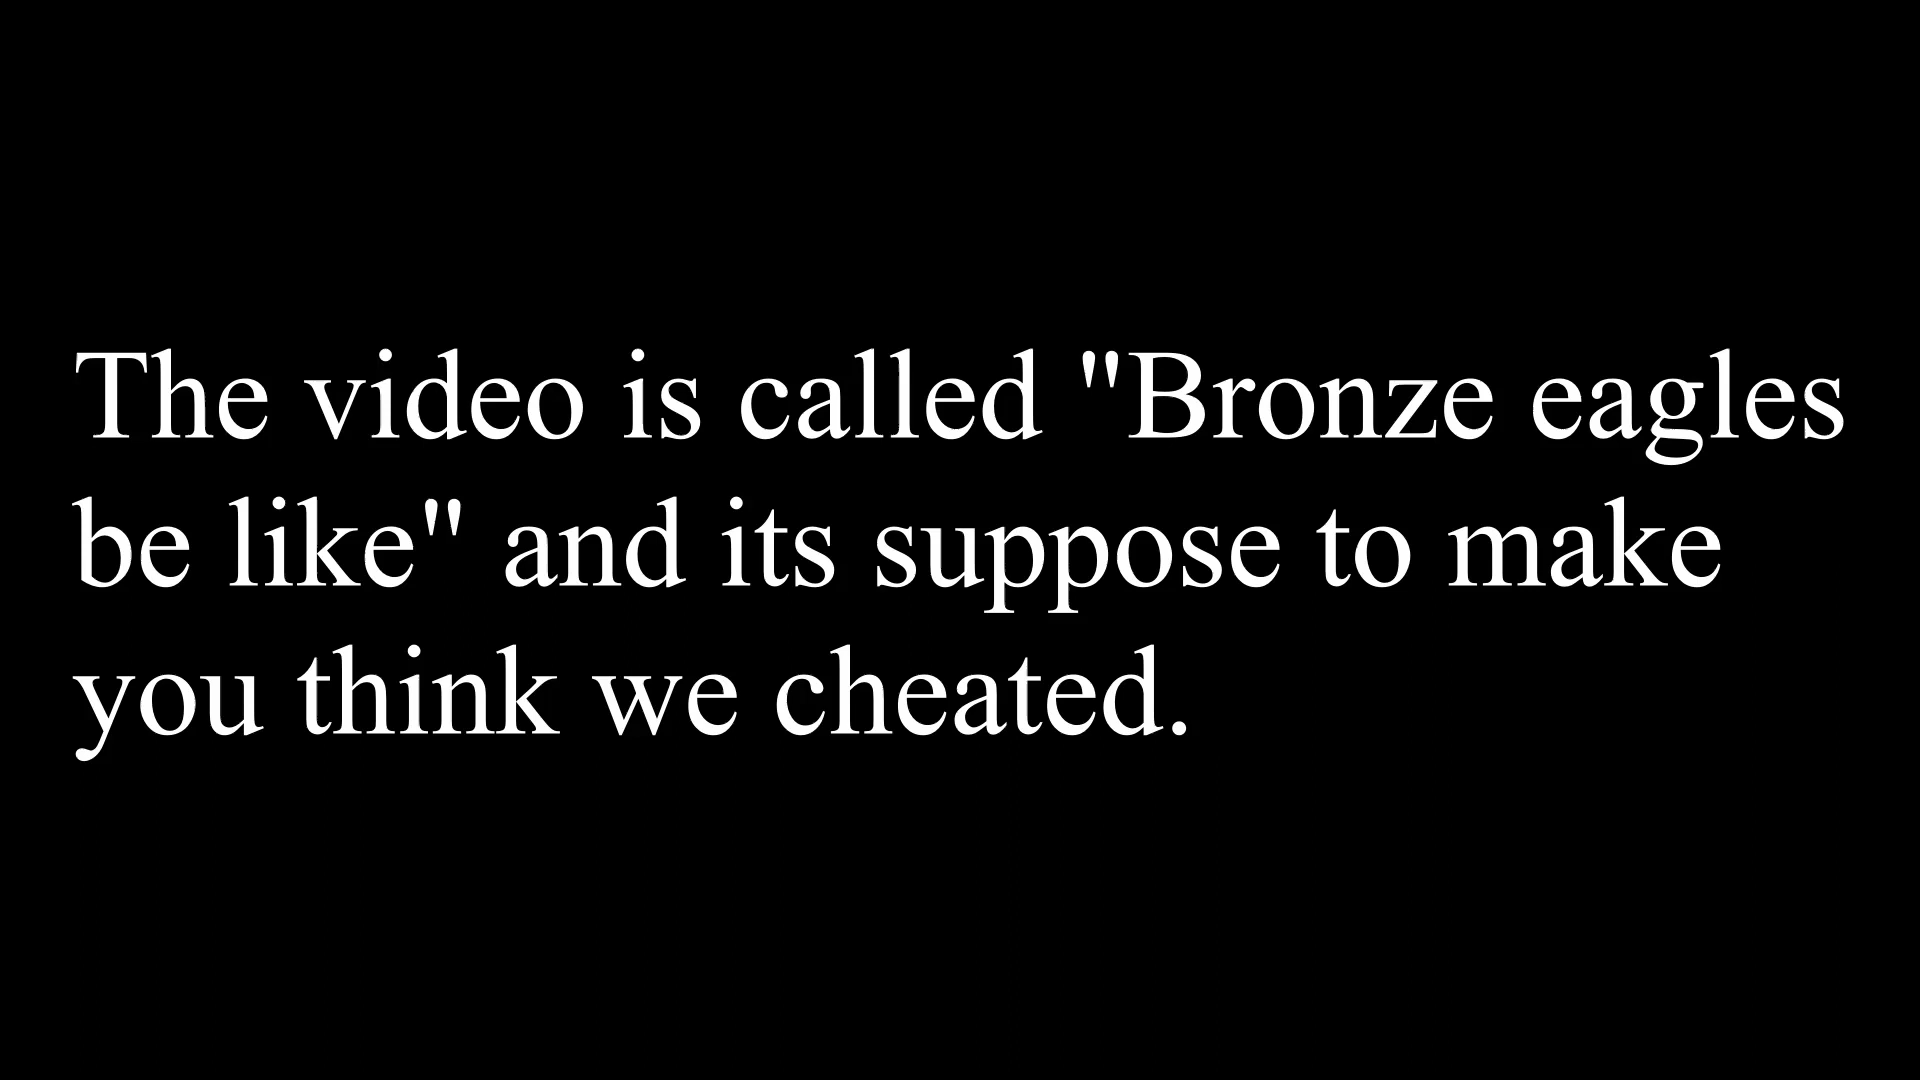 The video is called "Bronze eagles
be like" and its suppose to make
you think we cheated.